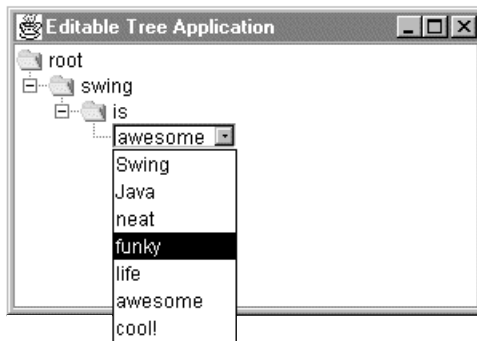 Editable Tree Application
root
swing
is
awesome
Swing
Java
neat
funky
life
awesome
cool!